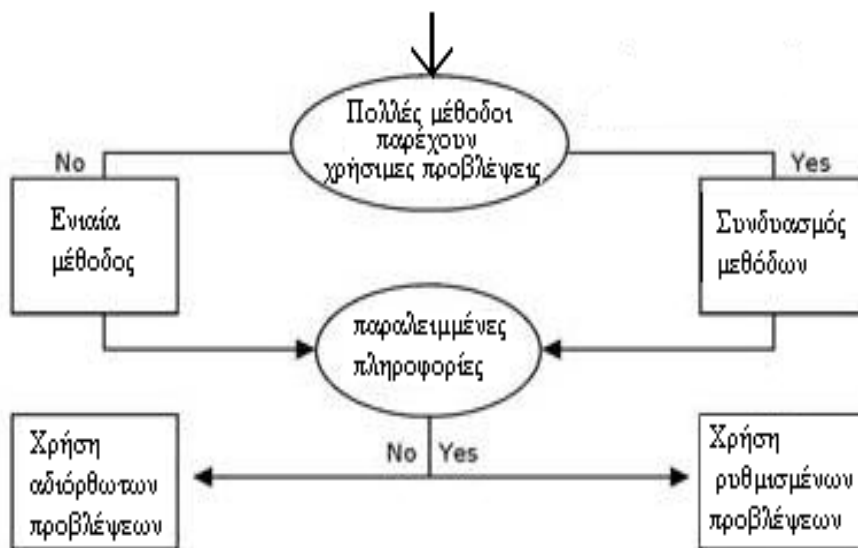 Πολλές μέθοδοι
παρέχουν
χρήσιμες προβλέψεις
No
Yes
Ενιαία
μέθοδος
Συνδυασμός
μεθόδων
παραλειμμένες
πληροφορίες
No
Yes
Χρήση
αδιόρθωτων
προβλέψεων
Χρήση
ρυθμισμένων
προβλέψεων